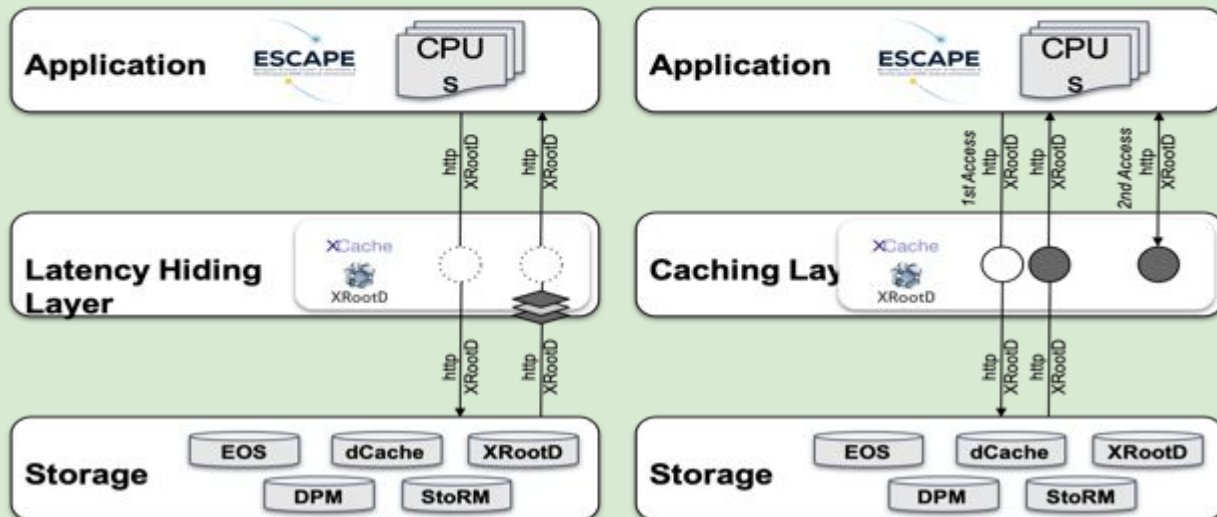 Application
ESCAPE
CPU
S
http
XRootD
http
XRootD
Latency Hiding
Layer
XCache
XRootD
http
XRootD
http
XRootD
Storage
EOS
dCache
XRootD
DPM
StoRM
Application
ESCAPE
CPU
S
1st Access
http
XRootD
http
XRootD
2nd Access
http
XRootD
Caching Lay
XCache
XRootD
http
XRootD
http
XRootD
Storage
EOS
dCache
XRootD
DPM
StoRM